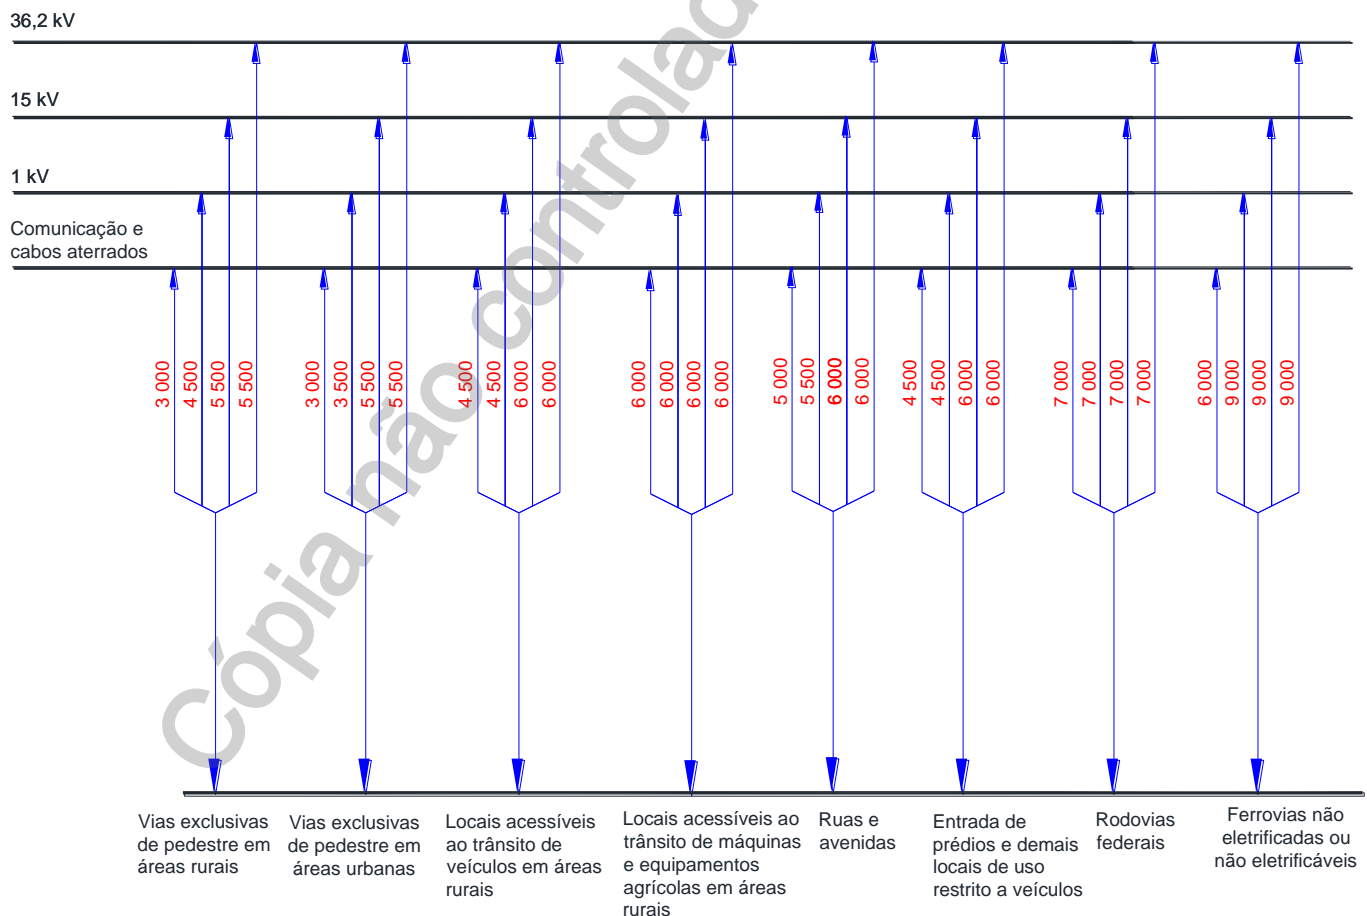 36,2 kV
15 kV
1 kV
Comunicação e
cabos aterrados
3 000
4 500
5 500
5 500
3 000
3 500
5 500
5 500
4 500
4 500
6 000
6 000
6 000
6 000
6 000
6 000
5 000
5 500
6 000
6 000
4 500
4 500
6 000
6 000
7 000
7 000
7 000
7 000
6 000
9 000
9 000
9 000
Cópia não controlad
Vias exclusivas
de pedestre em
áreas rurais
Vias exclusivas
de pedestre em
áreas urbanas
Locais acessíveis
ao trânsito de
veículos em áreas
rurais
Locais acessíveis ao
trânsito de máquinas
e equipamentos
agrícolas em áreas
rurais
Ruas e
avenidas
Entrada de
prédios e demais
locais de uso
restrito a veículos
Rodovias
federais
Ferrovias não
eletrificadas ou
não eletrificáveis